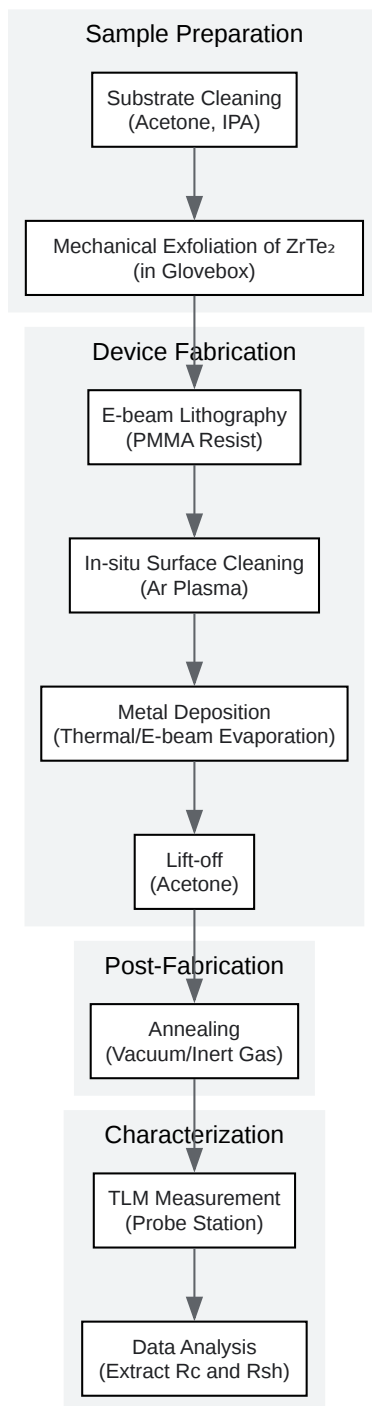 Sample Preparation
Substrate Cleaning
(Acetone, IPA)
Mechanical Exfoliation of ZrTe₂
(in Glovebox)
Device Fabrication
E-beam Lithography
(PMMA Resist)
In-situ Surface Cleaning
(Ar Plasma)
Metal Deposition
(Thermal/E-beam Evaporation)
Lift-off
(Acetone)
Post-Fabrication
Annealing
(Vacuum/Inert Gas)
Characterization
TLM Measurement
(Probe Station)
Data Analysis
(Extract Rc and Rsh)